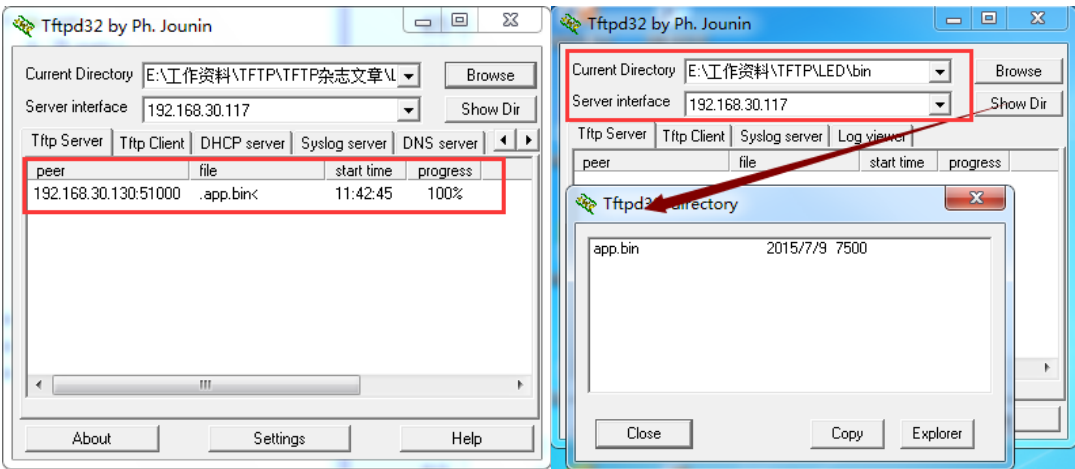 Tftpd32 by Ph. Jounin
Current Directory E:\工作资料\TFTP\TFTP杂志文章\L Browse
Server interface 192.168.30.117 Show Dir
Tftp Server Tftp Client DHCP server Syslog server DNS server
peer file start time progress
192.168.30.130:51000 .app.bin< 11:42:45 100%
About Settings Help
Tftpd32 by Ph. Jounin
Current Directory E:\工作资料\TFTP\LED\bin Browse
Server interface 192.168.30.117 Show Dir
Tftp Server Tftp Client Syslog server Log viewer
peer file start time progress
directory
app.bin 2015/7/9 7500
Close Copy Explorer